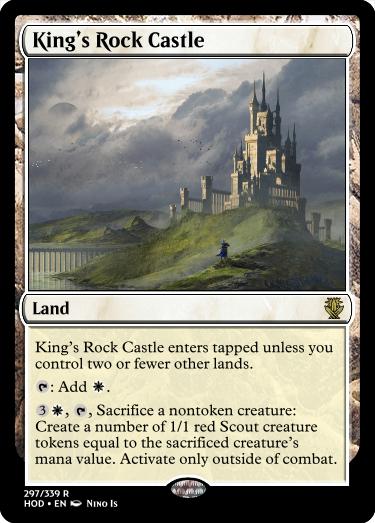 King's Rock Castle
Land
King's Rock Castle enters tapped unless you
control two or fewer other lands.
: Add .
3 , , Sacrifice a nontoken creature:
Create a number of 1/1 red Scout creature
tokens equal to the sacrificed creature's
mana value. Activate only outside of combat.
297/339 R
HOD • EN Nino Is